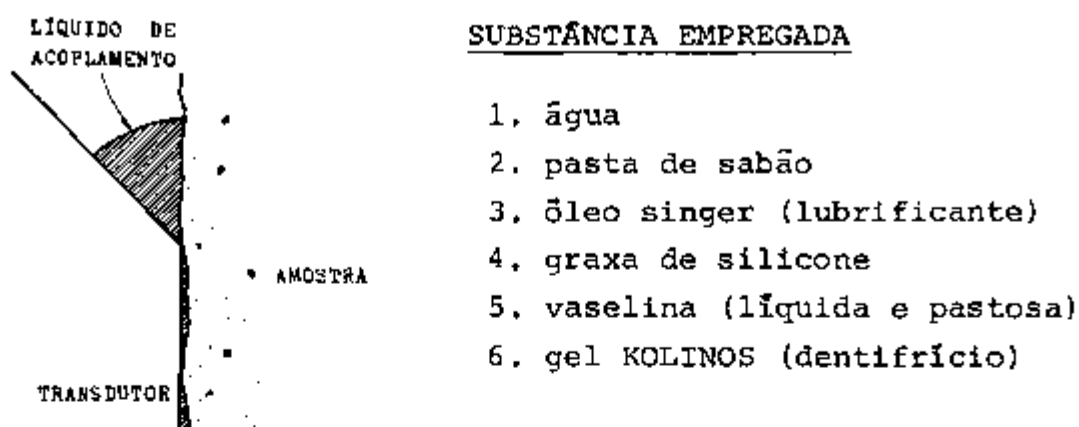 LÍQUIDO DE
ACOPLAMENTO
SUBSTÂNCIA EMPREGADA
1. água
2. pasta de sabão
3. óleo singer (lubrificante)
4. graxa de silicone
5. vaselina (líquida e pastosa)
6. gel KOLINOS (dentifrício)
AMOSTRA
TRANSDUTOR